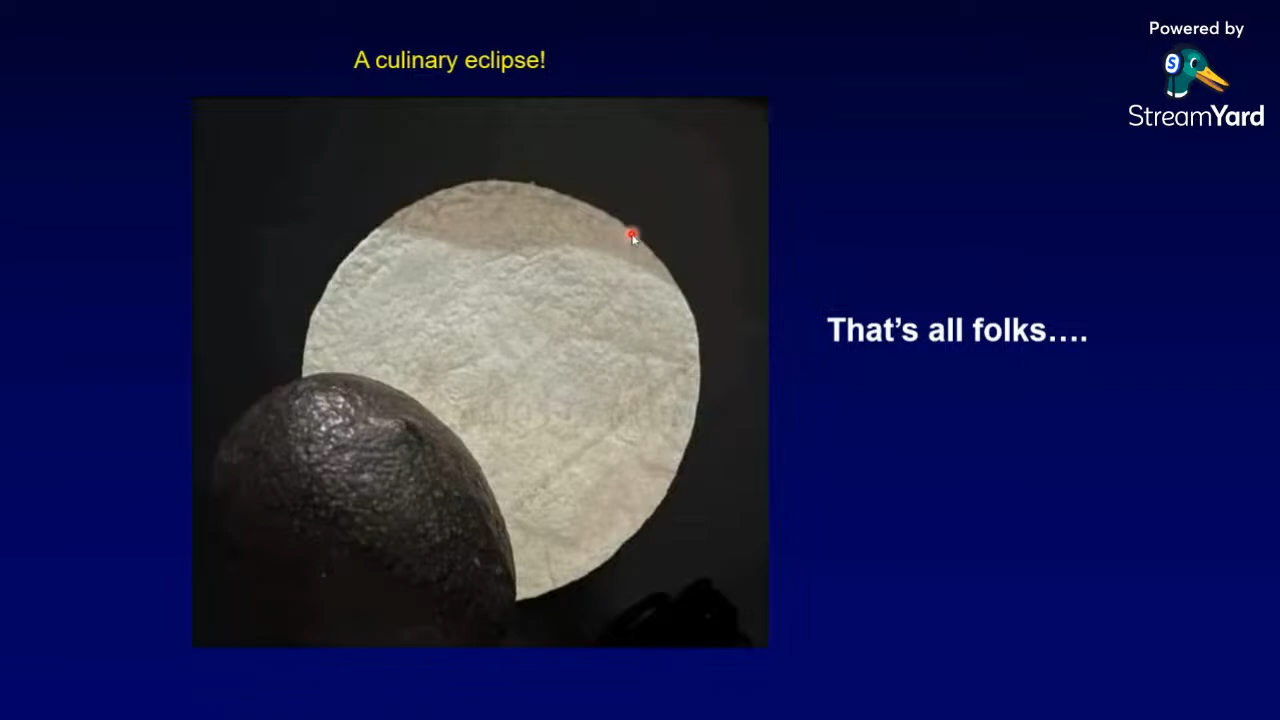 A culinary eclipse!
Powered by
S
StreamYard
That's all folks….